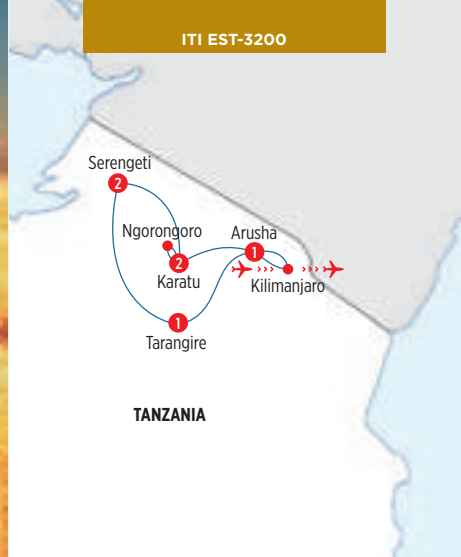 ITI EST-3200
Serengeti
2
Ngorongoro
Arusha
1
2
Karatu
Kilimanjaro
1
Tarangire
TANZANIA